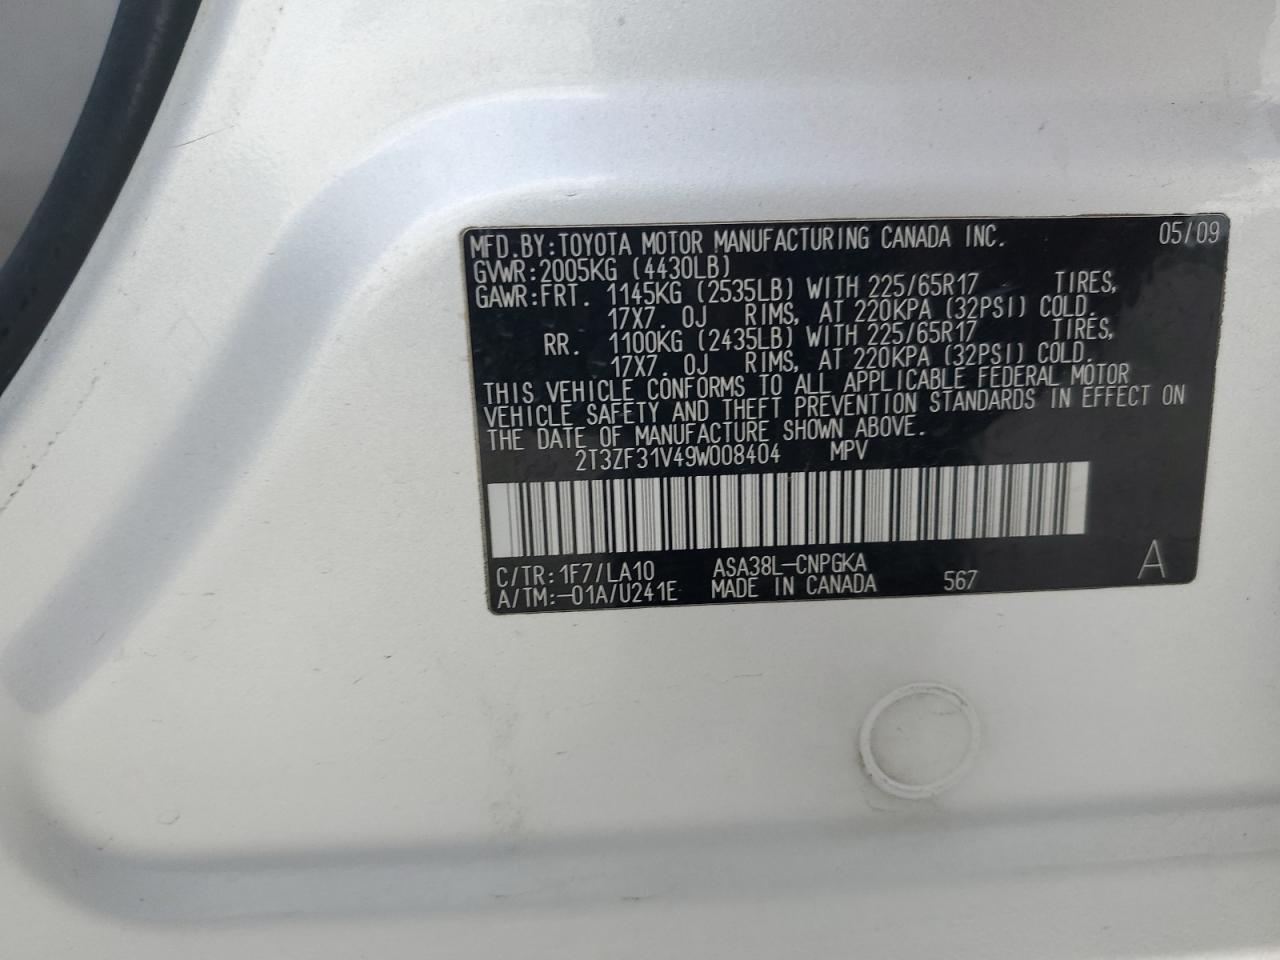 MFD.BY:TOYOTA MOTOR MANUFACTURING CANADA INC. 05/09
GVWR:2005KG (4430LB)
GAWR:FRT. 1145KG (2535LB) WITH 225/65R17 TIRES,
17X7.0J RIMS, AT 220KPA (32PSI) COLD.
RR. 1100KG (2435LB) WITH 225/65R17 TIRES,
17X7.0J RIMS, AT 220KPA (32PSI) COLD.
THIS VEHICLE CONFORMS TO ALL APPLICABLE FEDERAL MOTOR
VEHICLE SAFETY AND THEFT PREVENTION STANDARDS IN EFFECT ON
THE DATE OF MANUFACTURE SHOWN ABOVE.
2T3ZF31V49W008404 MPV
C/TR:1F7/LA10 ASA38L-CNPGKA
A/TM:-01A/U241E MADE IN CANADA 567 A